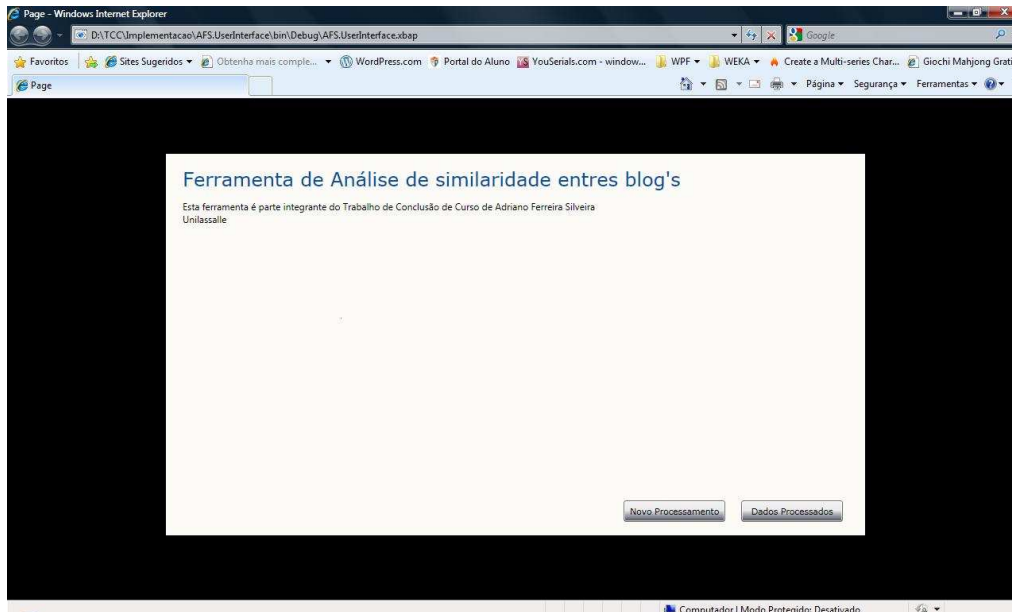 Page - Windows Internet Explorer
D:\TCC\Implementacao\AFS.UserInterface\bin\Debug\AFS.UserInterface.xbap
Google
Favoritos
Sites Sugeridos
Obtenha mais comple...
WordPress.com
Portal do Aluno
YouSerials.com - window...
WPF
WEKA
Create a Multi-series Char...
Giochi Mahjong Grati
Page
Página
Segurança
Ferramentas
Ferramenta de Análise de similaridade entres blog's
Esta ferramenta é parte integrante do Trabalho de Conclusão de Curso de Adriano Ferreira Silveira
Unilassalle
Novo Processamento
Dados Processados
Computador | Modo Protegido: Desativado